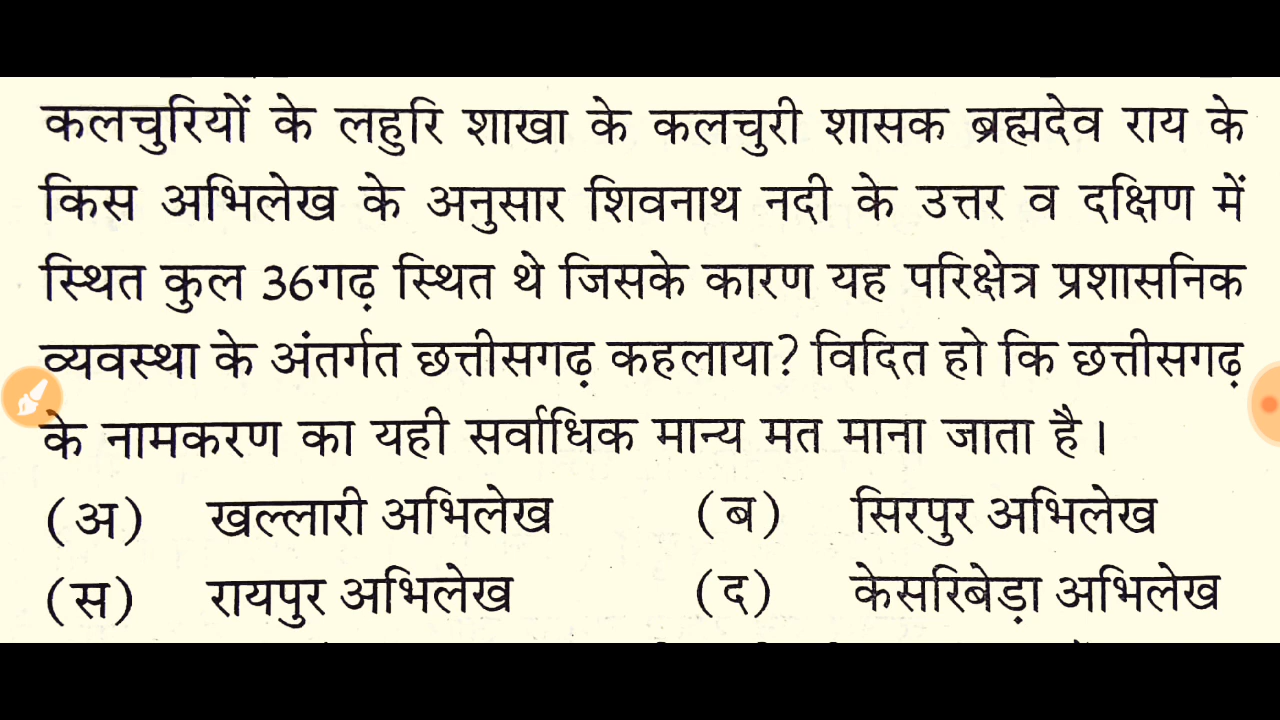 कलचुरियों के लहुरि शाखा के कलचुरी शासक ब्रह्मदेव राय के
किस अभिलेख के अनुसार शिवनाथ नदी के उत्तर व दक्षिण में
स्थित कुल 36गढ़ स्थित थे जिसके कारण यह परिक्षेत्र प्रशासनिक
व्यवस्था के अंतर्गत छत्तीसगढ़ कहलाया? विदित हो कि छत्तीसगढ़
के नामकरण का यही सर्वाधिक मान्य मत माना जाता है।
(अ) खल्लारी अभिलेख (ब) सिरपुर अभिलेख
(स) रायपुर अभिलेख (द) केसरिबेड़ा अभिलेख